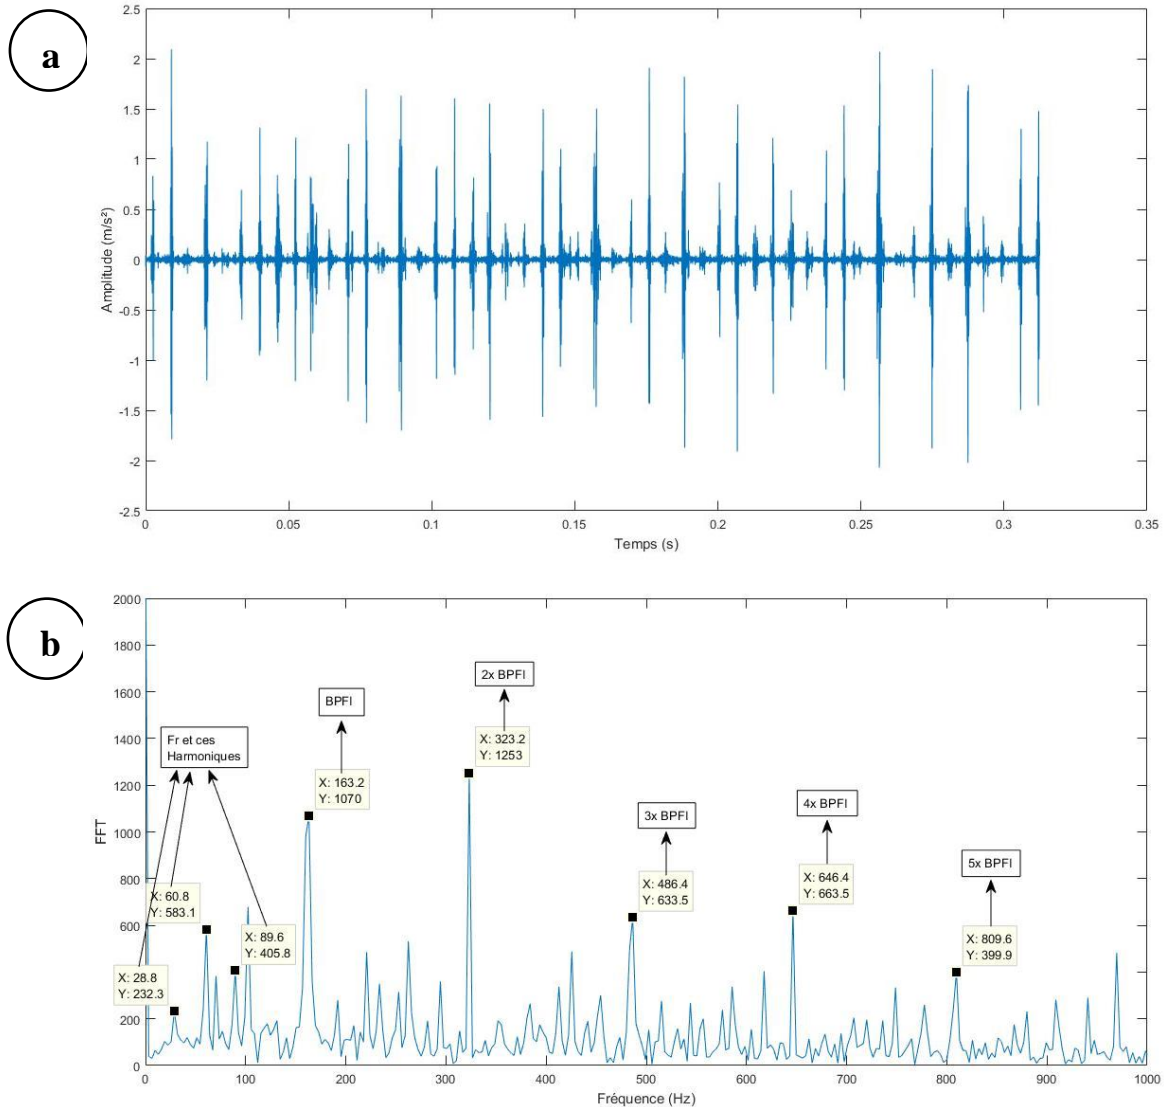 a
2.5
2
1.5
1
0.5
0
-0.5
-1
-1.5
-2
-2.5
Amplitude (m/s²)
0
0.05
0.1
0.15
0.2
0.25
0.3
0.35
Temps (s)
b
2000
1800
1600
1400
1200
1000
800
600
400
200
0
FFT
Fr et ces
Harmoniques
BPFI
2x BPFI
3x BPFI
4x BPFI
5x BPFI
X: 28.8
Y: 232.3
X: 60.8
Y: 583.1
X: 89.6
Y: 405.8
X: 163.2
Y: 1070
X: 323.2
Y: 1253
X: 486.4
Y: 633.5
X: 646.4
Y: 663.5
X: 809.6
Y: 399.9
0
100
200
300
400
500
600
700
800
900
1000
Fréquence (Hz)